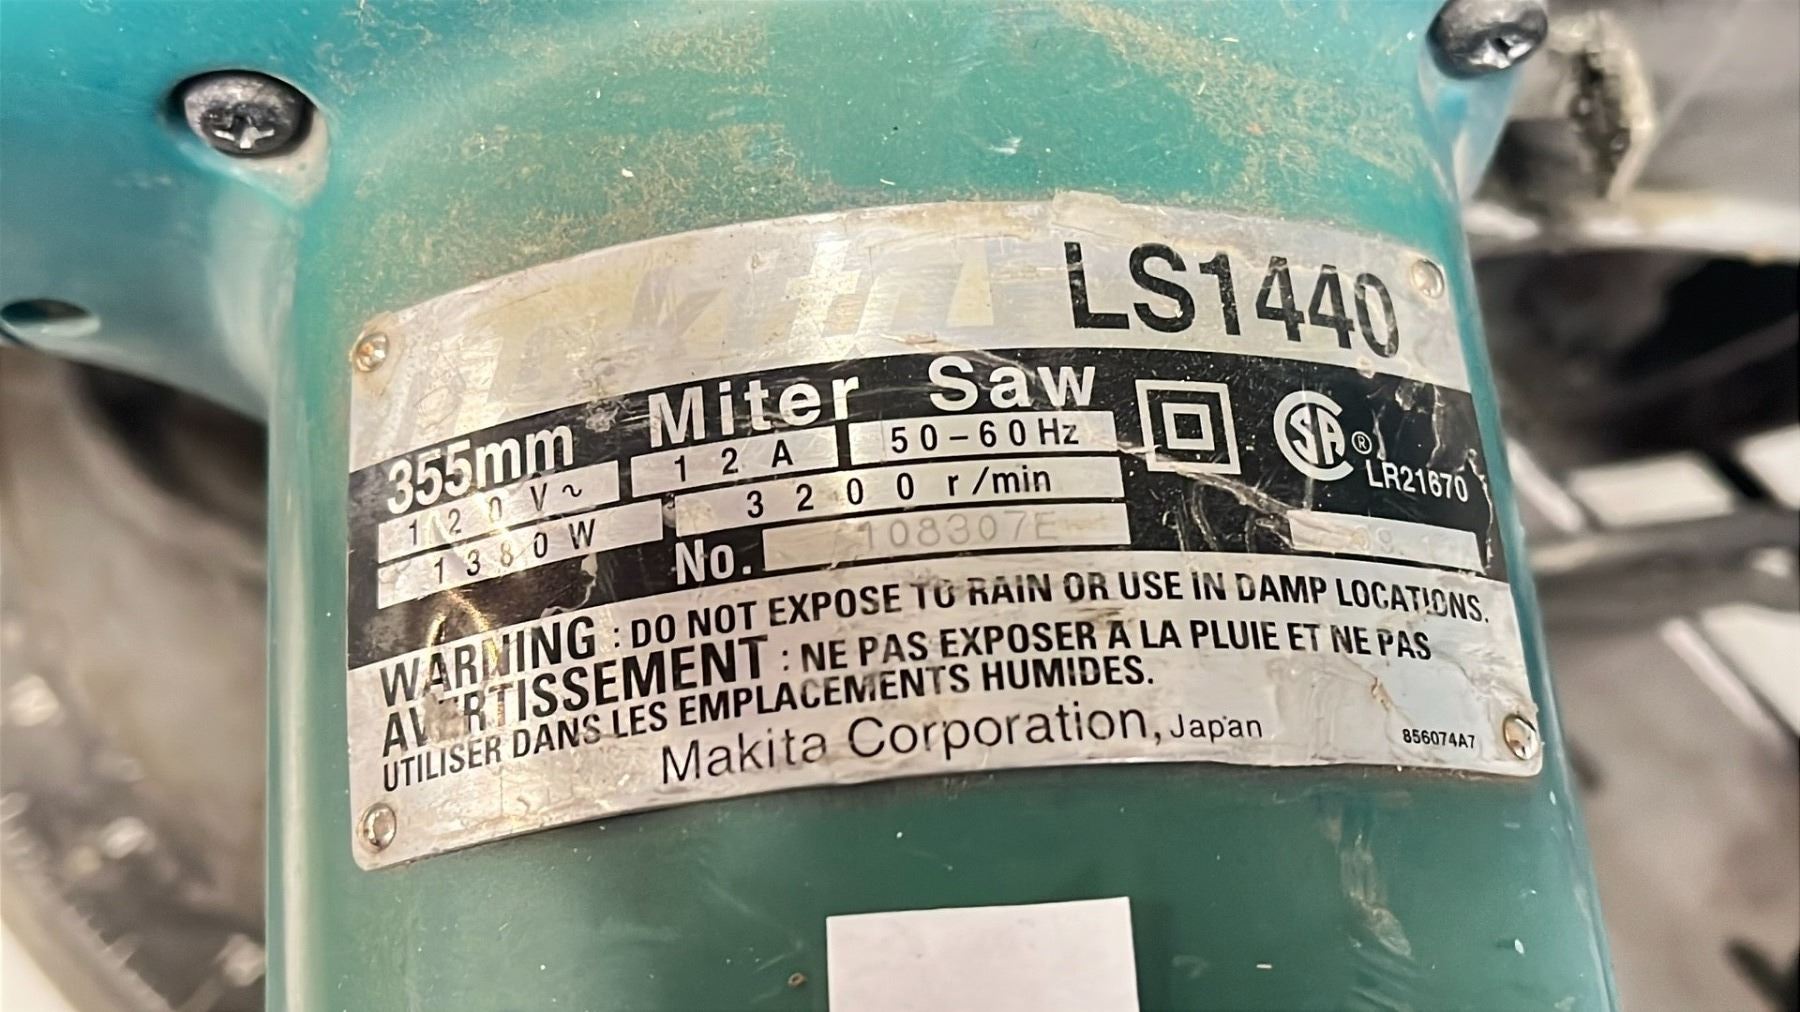 Makita LS1440
355mm Miter Saw
120V~ 12A 50-60Hz
1380W 3200 r/min
LR21670
No. 108307E
WARNING : DO NOT EXPOSE TO RAIN OR USE IN DAMP LOCATIONS.
AVERTISSEMENT : NE PAS EXPOSER A LA PLUIE ET NE PAS
UTILISER DANS LES EMPLACEMENTS HUMIDES.
Makita Corporation, Japan
856074A7